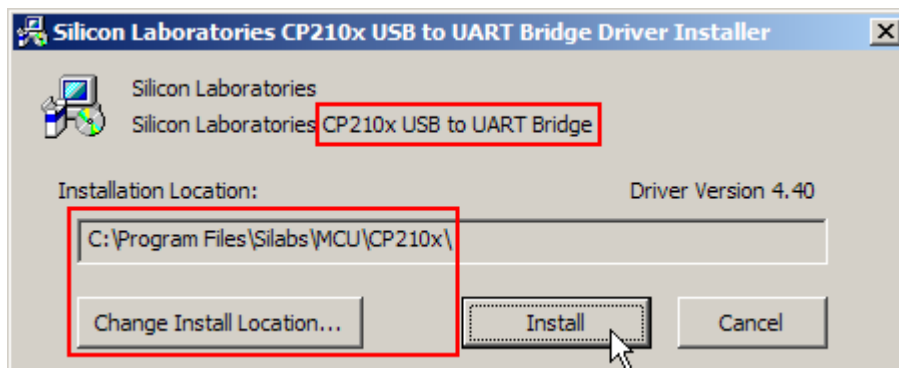 Silicon Laboratories CP210x USB to UART Bridge Driver Installer
Silicon Laboratories
Silicon Laboratories CP210x USB to UART Bridge
Installation Location: Driver Version 4.40
C:\Program Files\Silabs\MCU\CP210x\
Change Install Location... Install Cancel